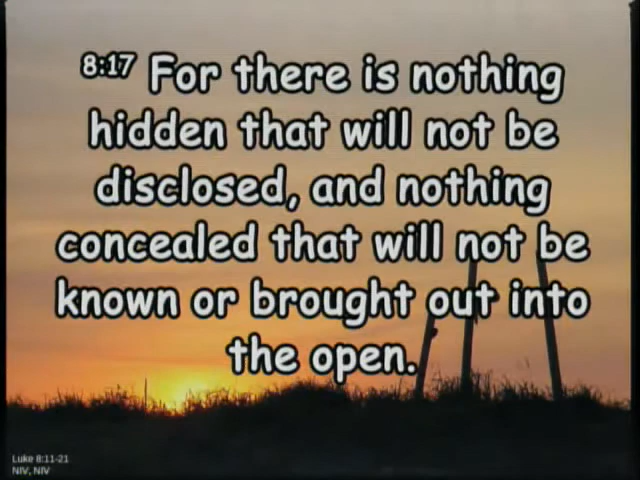 8:17 For there is nothing
hidden that will not be
disclosed, and nothing
concealed that will not be
known or brought out into
the open.
Luke 8:11-21
NIV, NIV